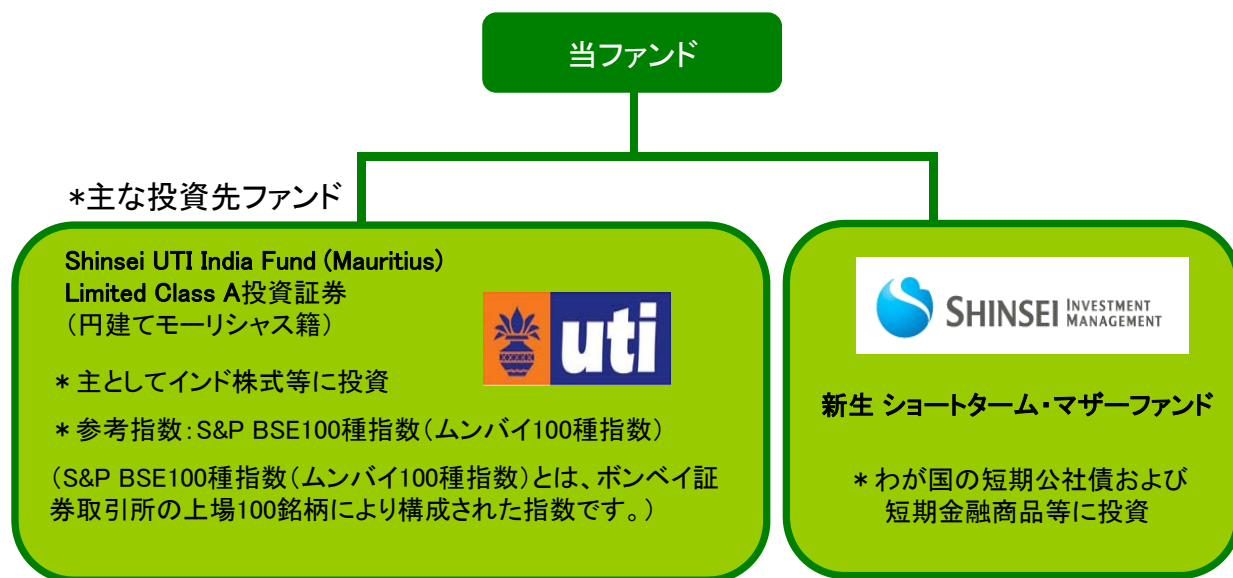 当ファンド
*主な投資先ファンド
Shinsei UTI India Fund (Mauritius)
Limited Class A投資証券
(円建てモーリシャス籍)
uti
*主としてインド株式等に投資
*参考指数:S&P BSE100種指数(ムンバイ100種指数)
(S&P BSE100種指数(ムンバイ100種指数)とは、ボンベイ証
券取引所の上場100銘柄により構成された指数です。)
SHINSEI INVESTMENT
MANAGEMENT
新生 ショートターム・マザーファンド
*わが国の短期公社債および
短期金融商品等に投資